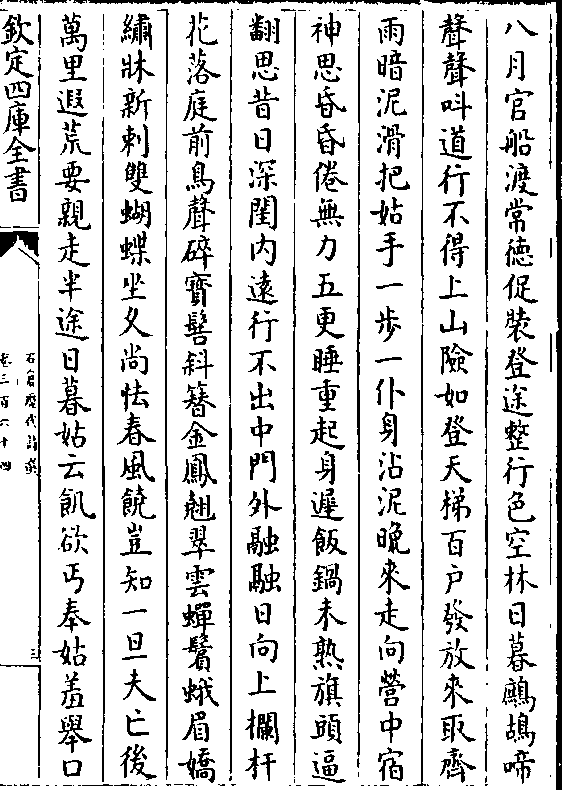 八月官船渡常德促裝登途整行色空林日暮鷓鴣啼
聲聲呌道行不得上山險如登天梯百戶發放來取齊
雨暗泥滑把姑手一步一仆身沾泥晚來走向營中宿
神思昏昏倦無力五更睡重起身遲飯鍋未熟旗頭逼
翻思昔日深閨内遠行不出中門外融融日向上欄杆
花落庭前鳥聲碎寳髻斜簪金鳳翹翠雲蟬鬢蛾眉嬌
繡牀新刺雙蝴蝶坐乆尚怯春風饒豈知一旦夫亡後
萬里遐荒要親走半途日暮姑云飢欲丐奉姑羞舉口
欽定四庫全書
石倉歷代詩選
卷三百六十四
三